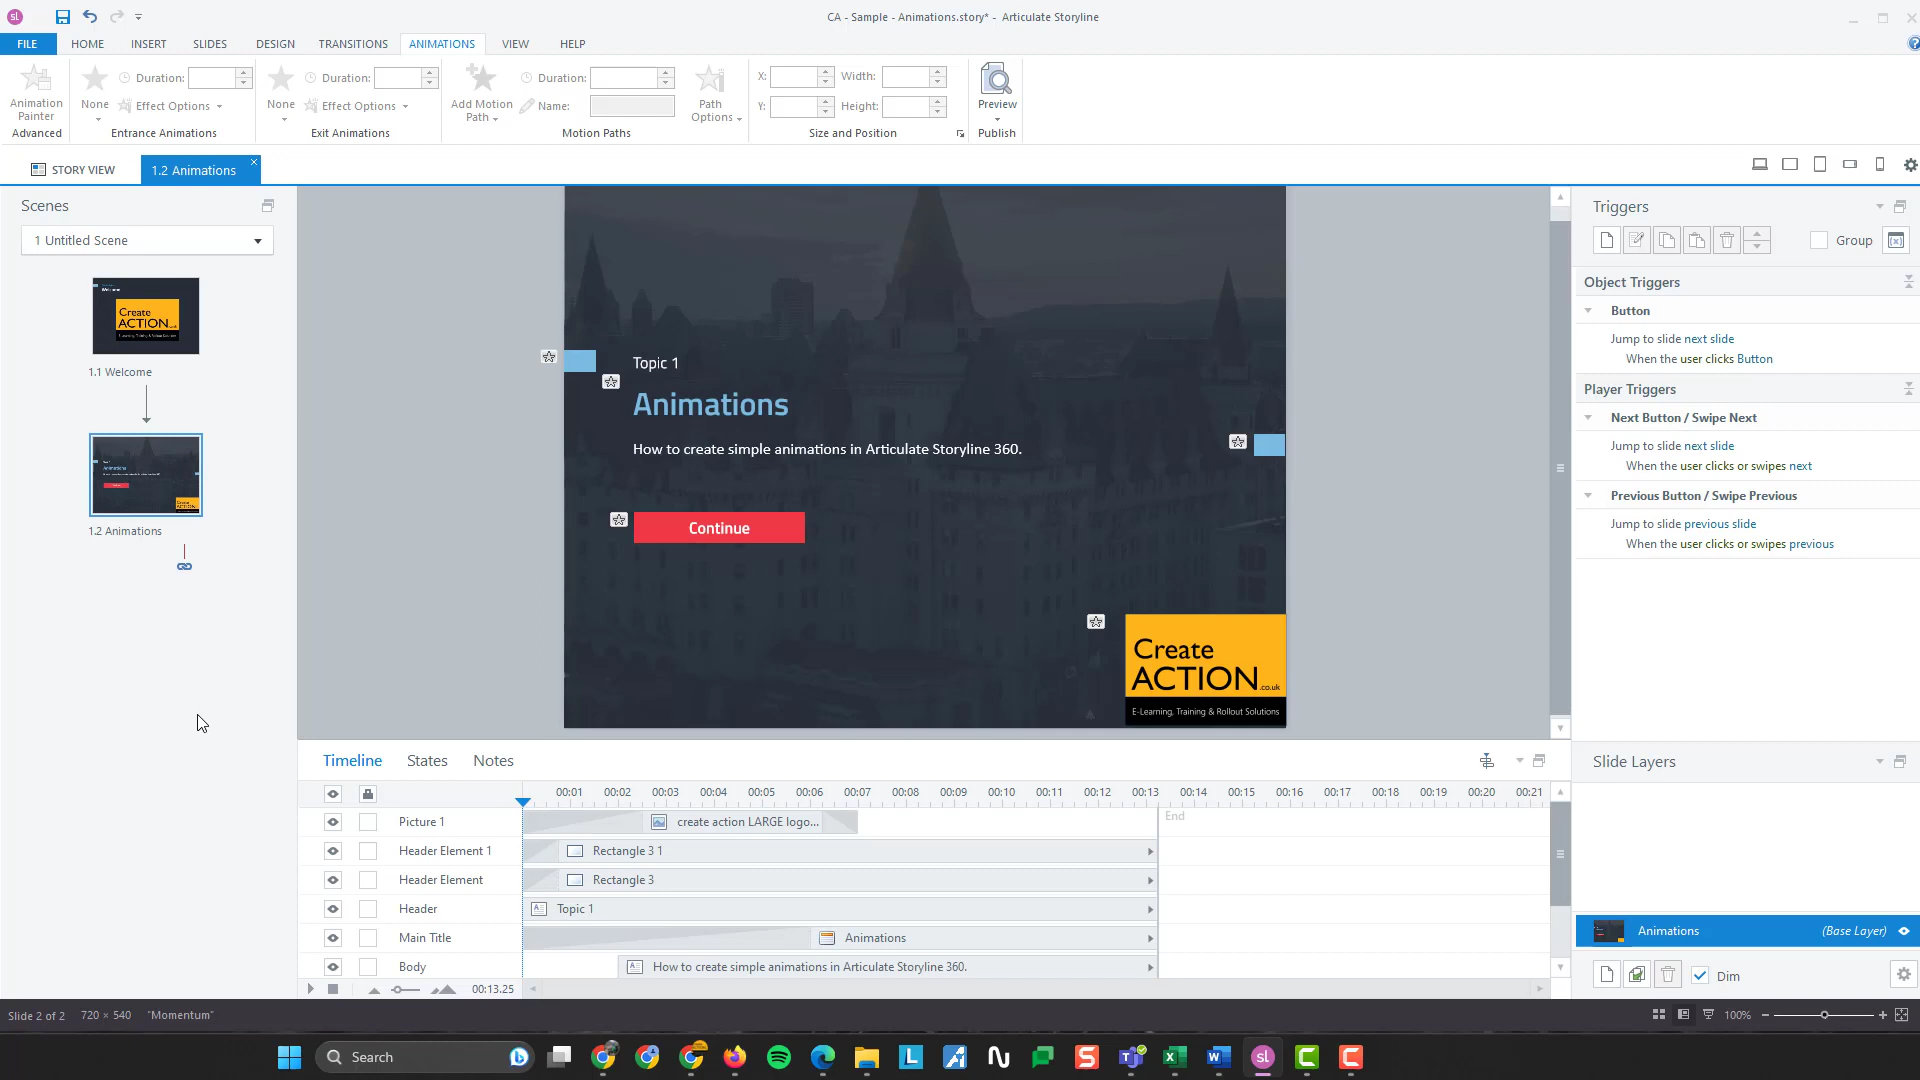 sl
CA - Sample - Animations.story* - Articulate Storyline
FILE HOME INSERT SLIDES DESIGN TRANSITIONS ANIMATIONS VIEW HELP
Animation Painter
Advanced
None
Duration:
Effect Options
Entrance Animations
None
Duration:
Effect Options
Exit Animations
Add Motion Path
Duration:
Name:
Path Options
Motion Paths
X: Width:
Y: Height:
Size and Position
Preview
Publish
STORY VIEW
1.2 Animations
Scenes
1 Untitled Scene
Welcome
Create
ACTION
1.1 Welcome
Animations
1.2 Animations
Topic 1
Animations
How to create simple animations in Articulate Storyline 360.
Continue
Create
ACTION.co.uk
E-Learning, Training & Rollout Solutions
Triggers
Group
Object Triggers
Button
Jump to slide next slide
When the user clicks Button
Player Triggers
Next Button / Swipe Next
Jump to slide next slide
When the user clicks or swipes next
Previous Button / Swipe Previous
Jump to slide previous slide
When the user clicks or swipes previous
Timeline States Notes
00:01 00:02 00:03 00:04 00:05 00:06 00:07 00:08 00:09 00:10 00:11 00:12 00:13 00:14 00:15 00:16 00:17 00:18 00:19 00:20 00:21
Picture 1 create action LARGE logo... End
Header Element 1 Rectangle 3 1
Header Element Rectangle 3
Header Topic 1
Main Title Animations
Body How to create simple animations in Articulate Storyline 360.
00:13.25
Slide Layers
Animations (Base Layer)
Dim
Slide 2 of 2 720 × 540 "Momentum"
100%
Search